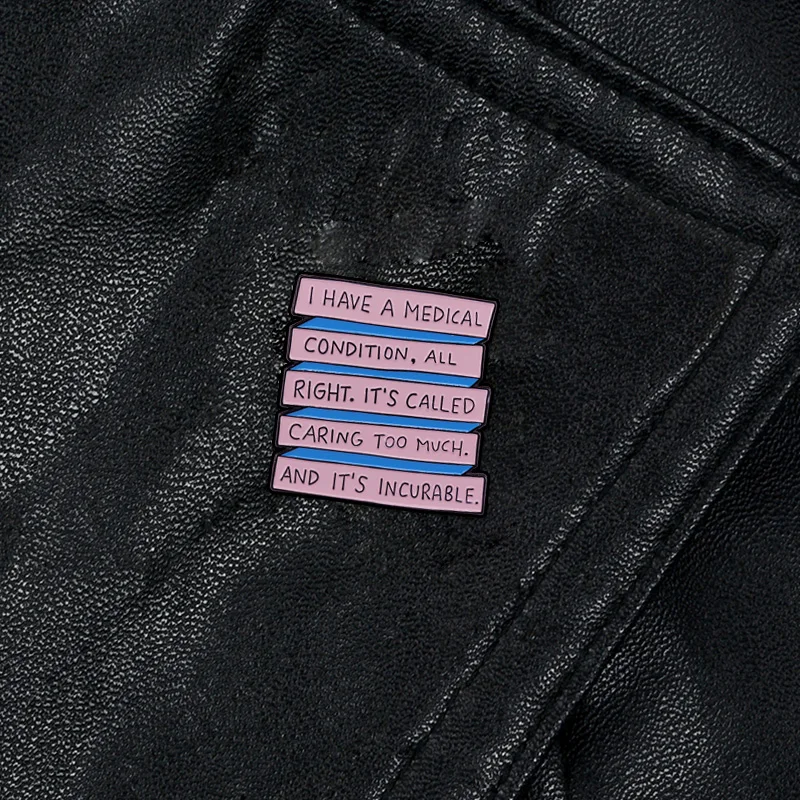 I HAVE A MEDICAL
CONDITION, ALL
RIGHT. IT'S CALLED
CARING TOO MUCH.
AND IT'S INCURABLE.